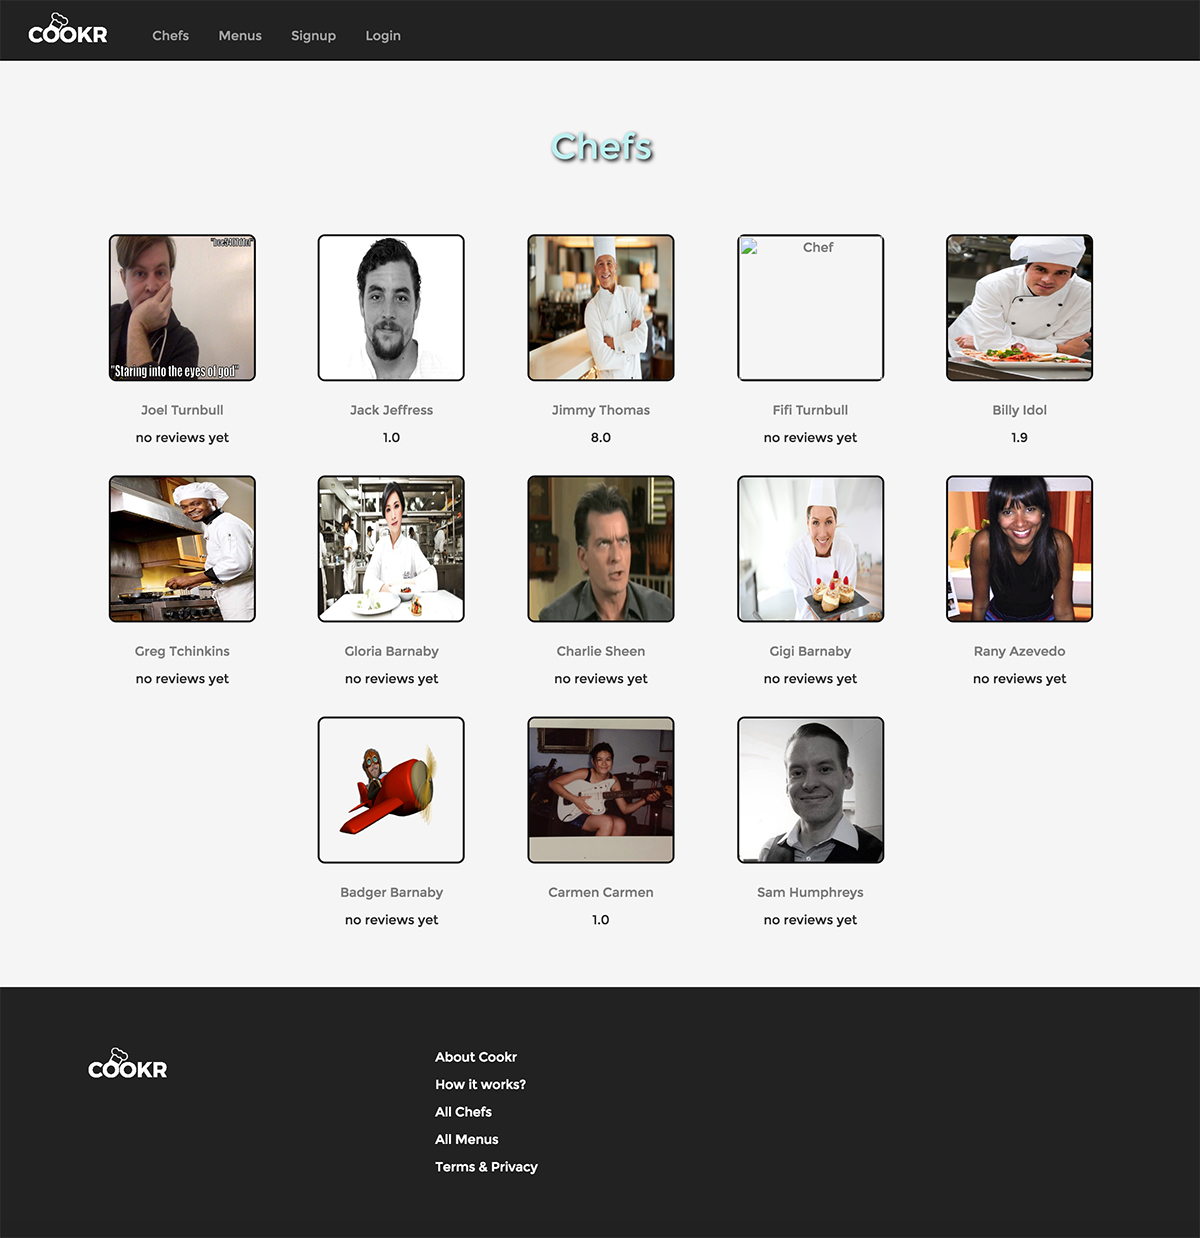 COOKR Chefs Menus Signup Login
Chefs
"Staring into the eyes of god"
Chef
Joel Turnbull Jack Jeffress Jimmy Thomas Fifi Turnbull Billy Idol
no reviews yet 1.0 8.0 no reviews yet 1.9
Greg Tchinkins Gloria Barnaby Charlie Sheen Gigi Barnaby Rany Azevedo
no reviews yet no reviews yet no reviews yet no reviews yet no reviews yet
Badger Barnaby Carmen Carmen Sam Humphreys
no reviews yet 1.0 no reviews yet
COOKR
About Cookr
How it works?
All Chefs
All Menus
Terms & Privacy